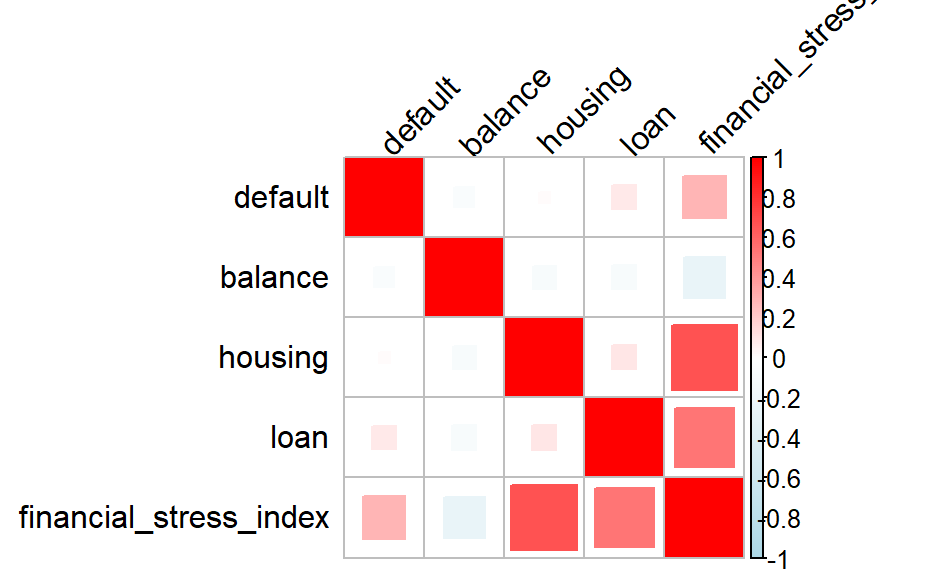 default
balance
housing
loan
financial_stress_
default
balance
housing
loan
financial_stress_index
1
0.8
0.6
0.4
0.2
0
-0.2
-0.4
-0.6
-0.8
-1